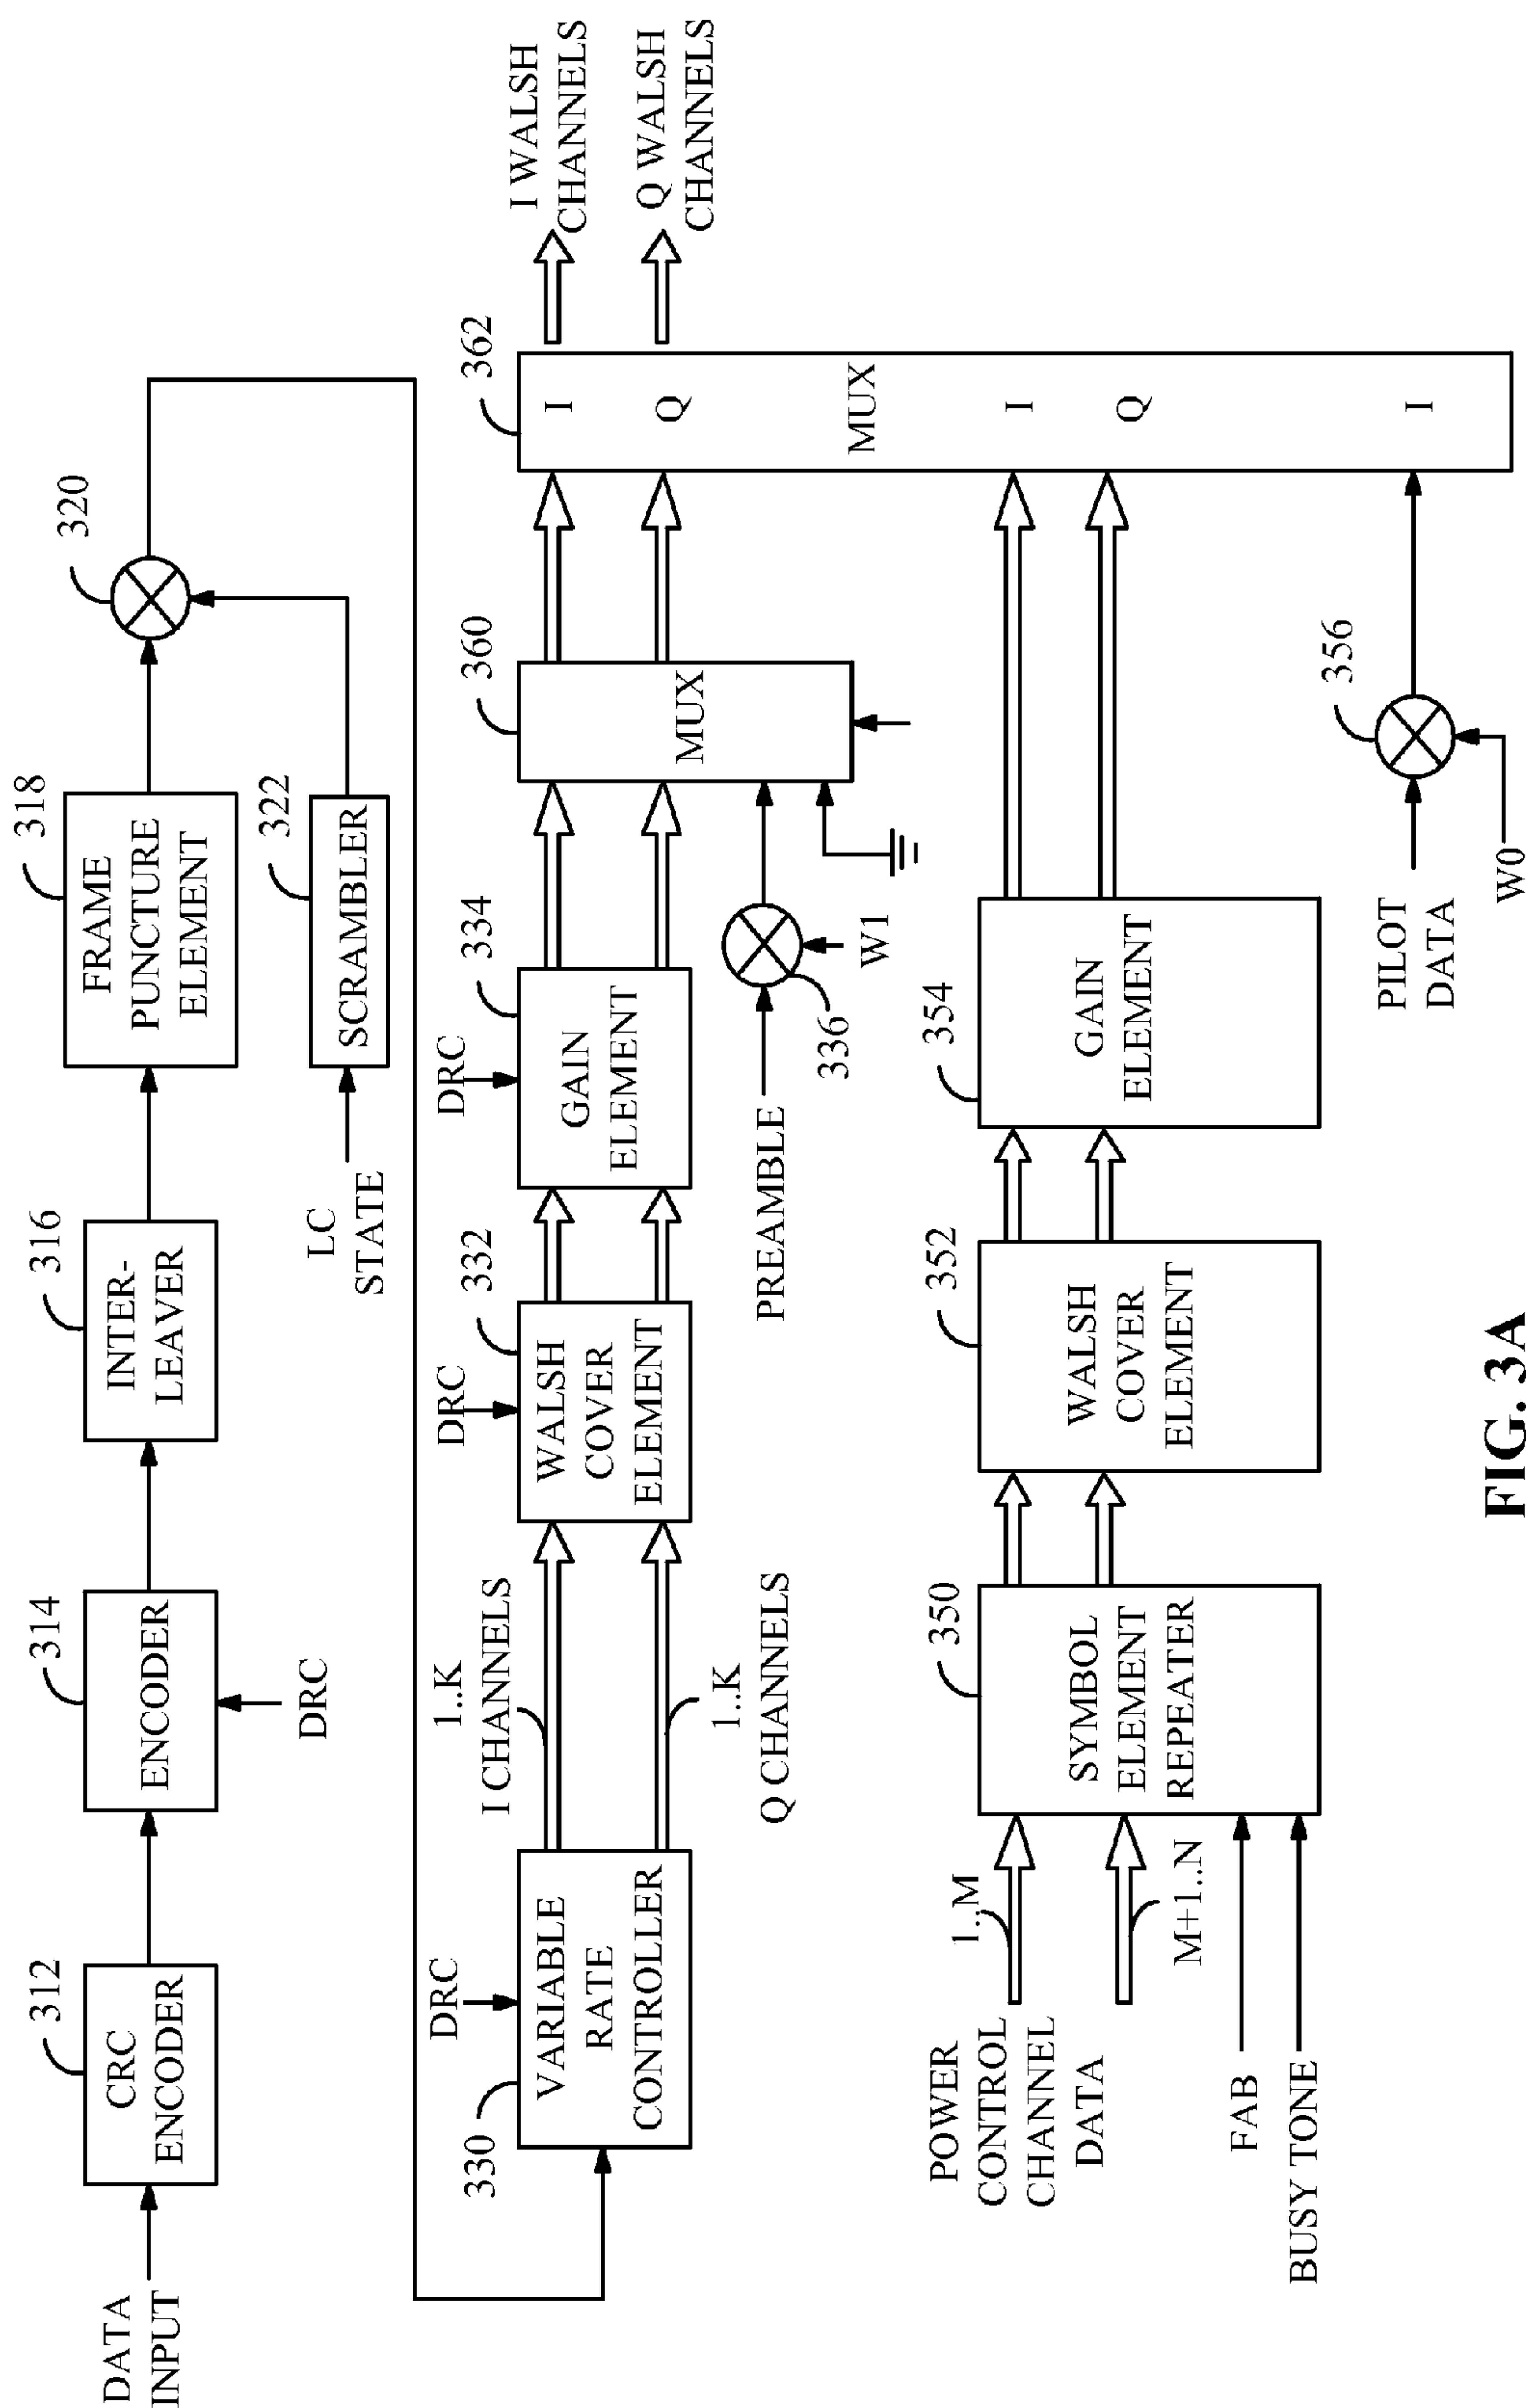 DATA
INPUT
312
CRC
ENCODER
314
ENCODER
DRC
316
INTER-
LEAVER
318
FRAME
PUNCTURE
ELEMENT
320
LC
STATE
322
SCRAMBLER
330
DRC
VARIABLE
RATE
CONTROLLER
1..K
I CHANNELS
1..K
Q CHANNELS
DRC
332
WALSH
COVER
ELEMENT
DRC
334
GAIN
ELEMENT
PREAMBLE
336
W1
360
MUX
362
I
Q
MUX
I
Q
I
I WALSH
CHANNELS
Q WALSH
CHANNELS
POWER
CONTROL
CHANNEL
DATA
1..M
M+1..N
FAB
BUSY TONE
350
SYMBOL
ELEMENT
REPEATER
352
WALSH
COVER
ELEMENT
354
GAIN
ELEMENT
PILOT
DATA
356
W0
FIG. 3A